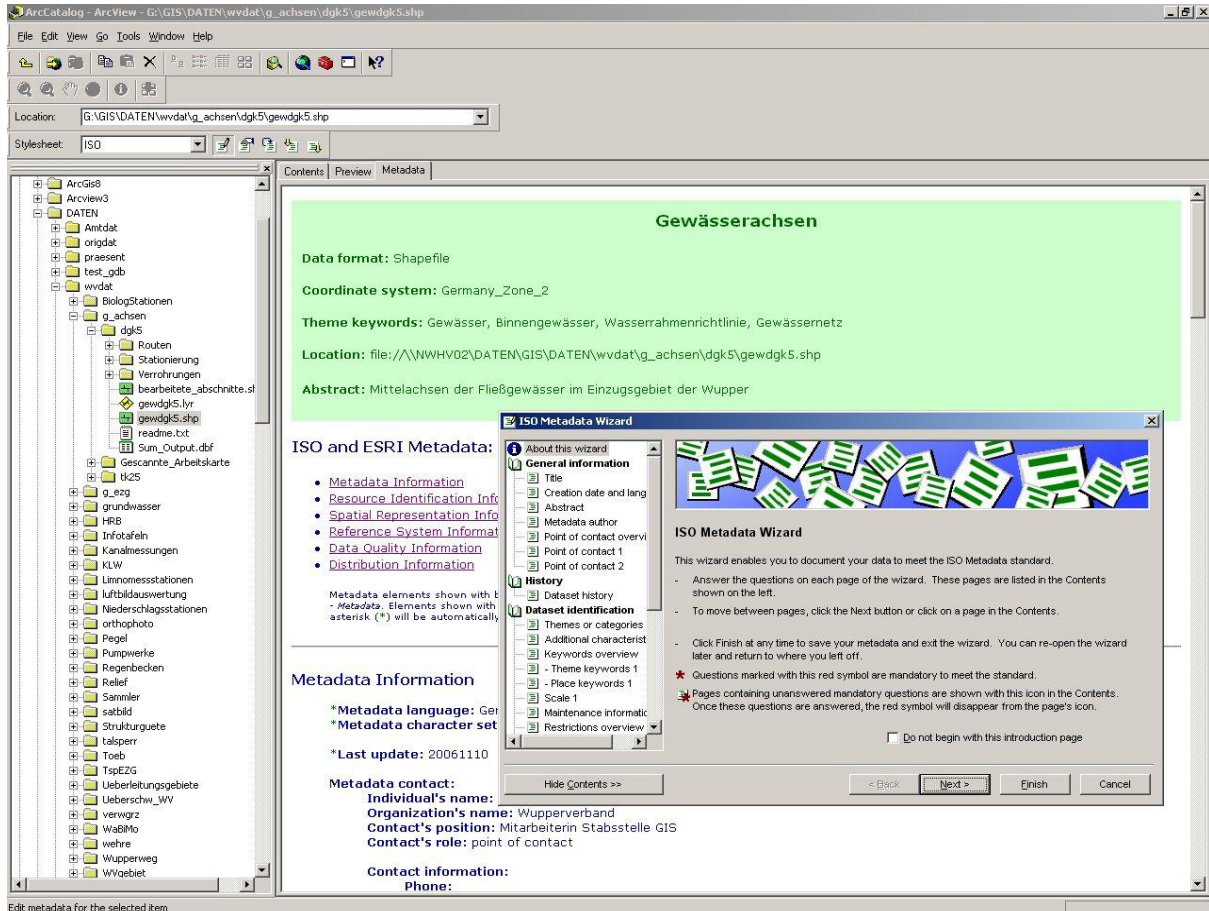 ArcCatalog - ArcView - G:\GIS\DATEN\wvdat\g_achsen\dgk5\gewdgk5.shp
File Edit View Go Tools Window Help
Location: G:\GIS\DATEN\wvdat\g_achsen\dgk5\gewdgk5.shp
Stylesheet: ISO
Contents Preview Metadata
ArcGis8
Arcview3
DATEN
Amtdat
origdat
praesent
test_gdb
wvdat
BiologStationen
g_achsen
dgk5
Routen
Stationierung
Verrohrungen
bearbeitete_abschnitte.sh
gewdgk5.lyr
gewdgk5.shp
readme.txt
Sum_Output.dbf
Gescannte_Arbeitskarte
tk25
g_ezg
grundwasser
HRB
Infotafeln
Kanalmessungen
KLW
Limnomessstationen
luftbildauswertung
Niederschlagsstationen
orthophoto
Pegel
Pumpwerke
Regenbecken
Relief
Sammler
satbild
Strukturguete
talsperr
Toeb
TspEZG
Ueberleitungsgebiete
Ueberschw_WV
verwgrz
WaBiMo
wehre
Wupperweg
WVgebiet
Gewässerachsen
Data format: Shapefile
Coordinate system: Germany_Zone_2
Theme keywords: Gewässer, Binnengewässer, Wasserrahmenrichtlinie, Gewässernetz
Location: file://\\NWHV02\DATEN\GIS\DATEN\wvdat\g_achsen\dgk5\gewdgk5.shp
Abstract: Mittelachsen der Fließgewässer im Einzugsgebiet der Wupper
ISO and ESRI Metadata:
Metadata Information
Resource Identification Info
Spatial Representation Info
Reference System Informat
Data Quality Information
Distribution Information
Metadata elements shown with b
- Metadata. Elements shown with
asterisk (*) will be automatically
Metadata Information
*Metadata language: Ger
*Metadata character set
*Last update: 20061110
Metadata contact:
Individual's name:
Organization's name: Wupperverband
Contact's position: Mitarbeiterin Stabsstelle GIS
Contact's role: point of contact
Contact information:
Phone:
ISO Metadata Wizard
About this wizard
General information
Title
Creation date and lang
Abstract
Metadata author
Point of contact overvi
Point of contact 1
Point of contact 2
History
Dataset history
Dataset identification
Themes or categories
Additional characterist
Keywords overview
- Theme keywords 1
- Place keywords 1
Scale 1
Maintenance informatic
Restrictions overview
ISO Metadata Wizard
This wizard enables you to document your data to meet the ISO Metadata standard.
- Answer the questions on each page of the wizard. These pages are listed in the Contents
shown on the left.
- To move between pages, click the Next button or click on a page in the Contents.
- Click Finish at any time to save your metadata and exit the wizard. You can re-open the wizard
later and return to where you left off.
Questions marked with this red symbol are mandatory to meet the standard.
Pages containing unanswered mandatory questions are shown with this icon in the Contents.
Once these questions are answered, the red symbol will disappear from the page's icon.
Do not begin with this introduction page
Hide Contents >> < Back Next > Finish Cancel
Edit metadata for the selected item